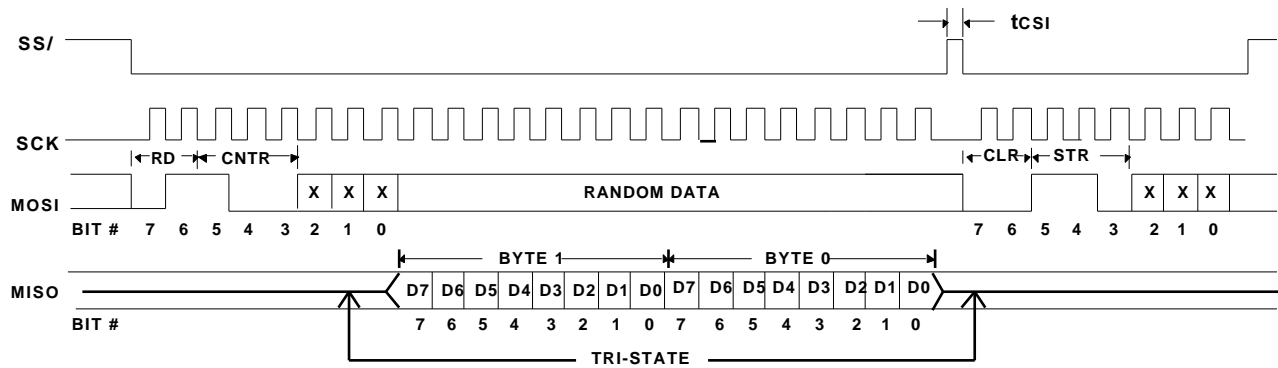 tCSI
SS/
SCK
RD CNTR CLR STR
MOSI X X X RANDOM DATA X X X
BIT # 7 6 5 4 3 2 1 0 7 6 5 4 3 2 1 0
BYTE 1 BYTE 0
MISO D7 D6 D5 D4 D3 D2 D1 D0 D7 D6 D5 D4 D3 D2 D1 D0
BIT # 7 6 5 4 3 2 1 0 7 6 5 4 3 2 1 0
TRI-STATE